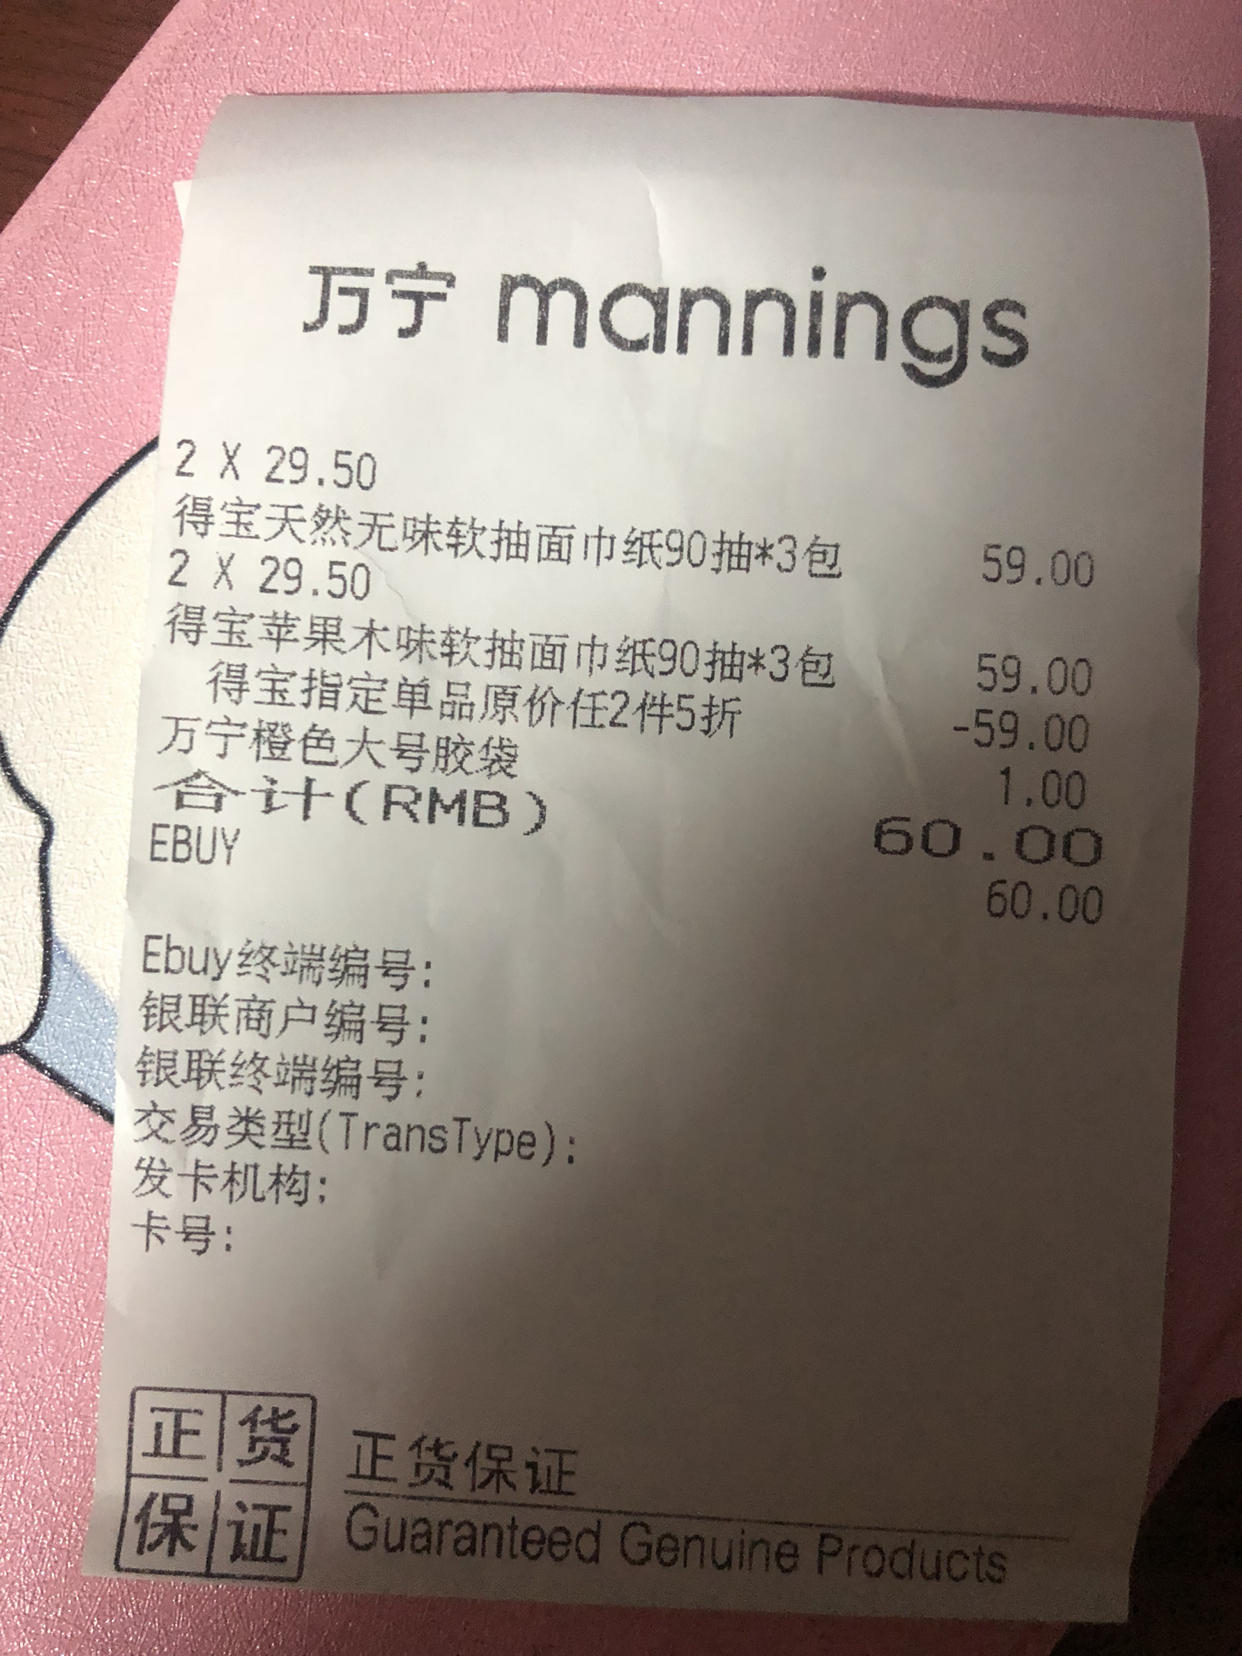 万宁 mannings
2 X 29.50
得宝天然无味软抽面巾纸90抽*3包 59.00
2 X 29.50
得宝苹果木味软抽面巾纸90抽*3包 59.00
得宝指定单品原价任2件5折 -59.00
万宁橙色大号胶袋 1.00
合计(RMB) 60.00
EBUY 60.00
Ebuy终端编号:
银联商户编号:
银联终端编号:
交易类型(TransType):
发卡机构:
卡号:
正货
保证
正货保证
Guaranteed Genuine Products